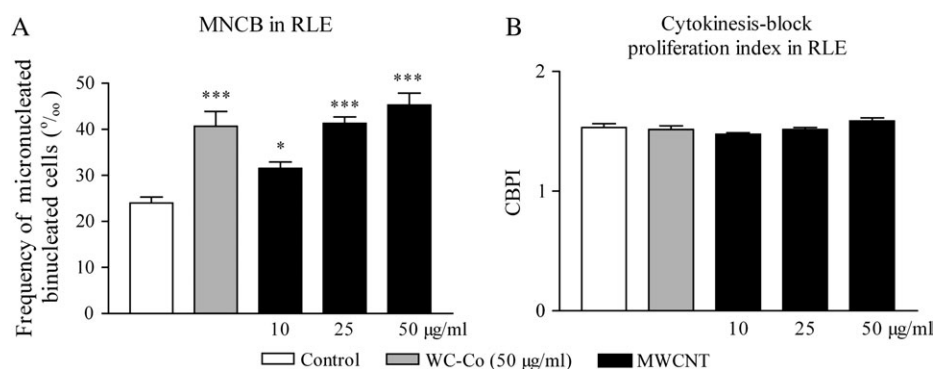 A
MNCB in RLE
Frequency of micronucleated
binucleated cells (°/₀₀)
50
40
30
20
10
0
***
*
***
***
10 25 50 µg/ml
B
Cytokinesis-block
proliferation index in RLE
CBPI
2
1
0
10 25 50 µg/ml
Control WC-Co (50 µg/ml) MWCNT